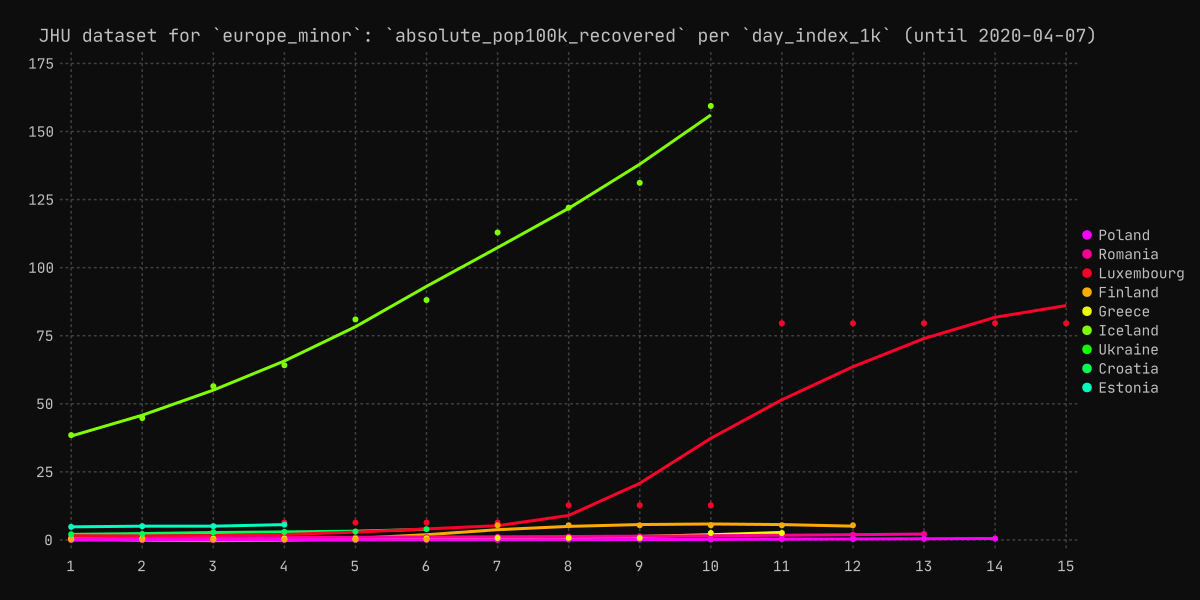 JHU dataset for `europe_minor`: `absolute_pop100k_recovered` per `day_index_1k` (until 2020-04-07)
175
150
125
100
75
50
25
0
1 2 3 4 5 6 7 8 9 10 11 12 13 14 15
Poland
Romania
Luxembourg
Finland
Greece
Iceland
Ukraine
Croatia
Estonia